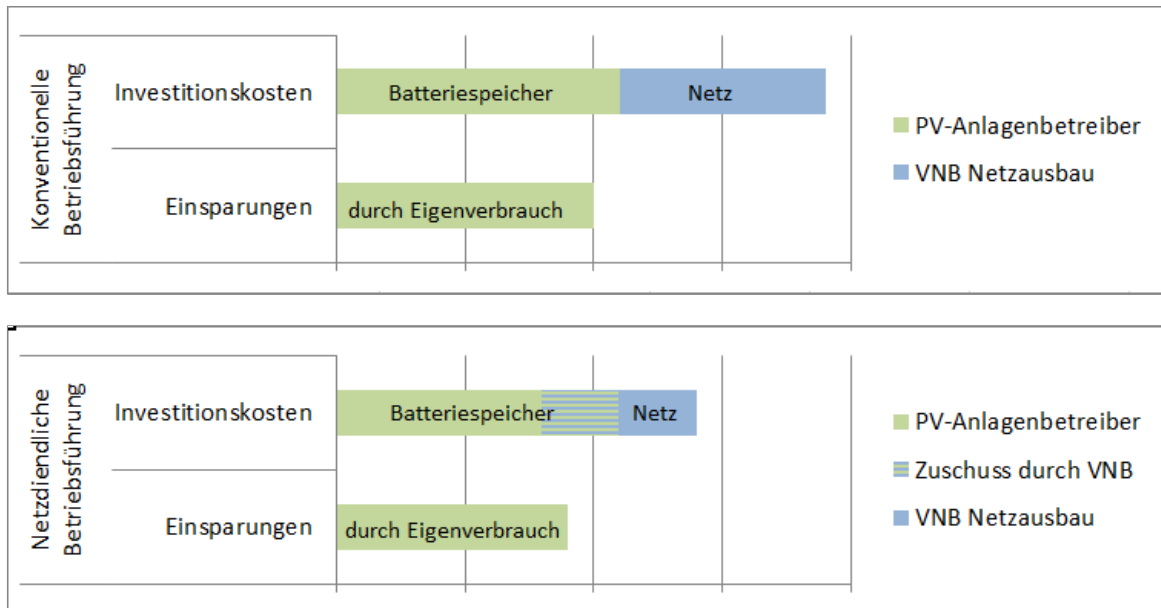 Konventionelle
Betriebsführung
Investitionskosten
Batteriespeicher
Netz
Einsparungen
durch Eigenverbrauch
PV-Anlagenbetreiber
VNB Netzausbau
Netzdiendliche
Betriebsführung
Investitionskosten
Batteriespeicher
Netz
Einsparungen
durch Eigenverbrauch
PV-Anlagenbetreiber
Zuschuss durch VNB
VNB Netzausbau